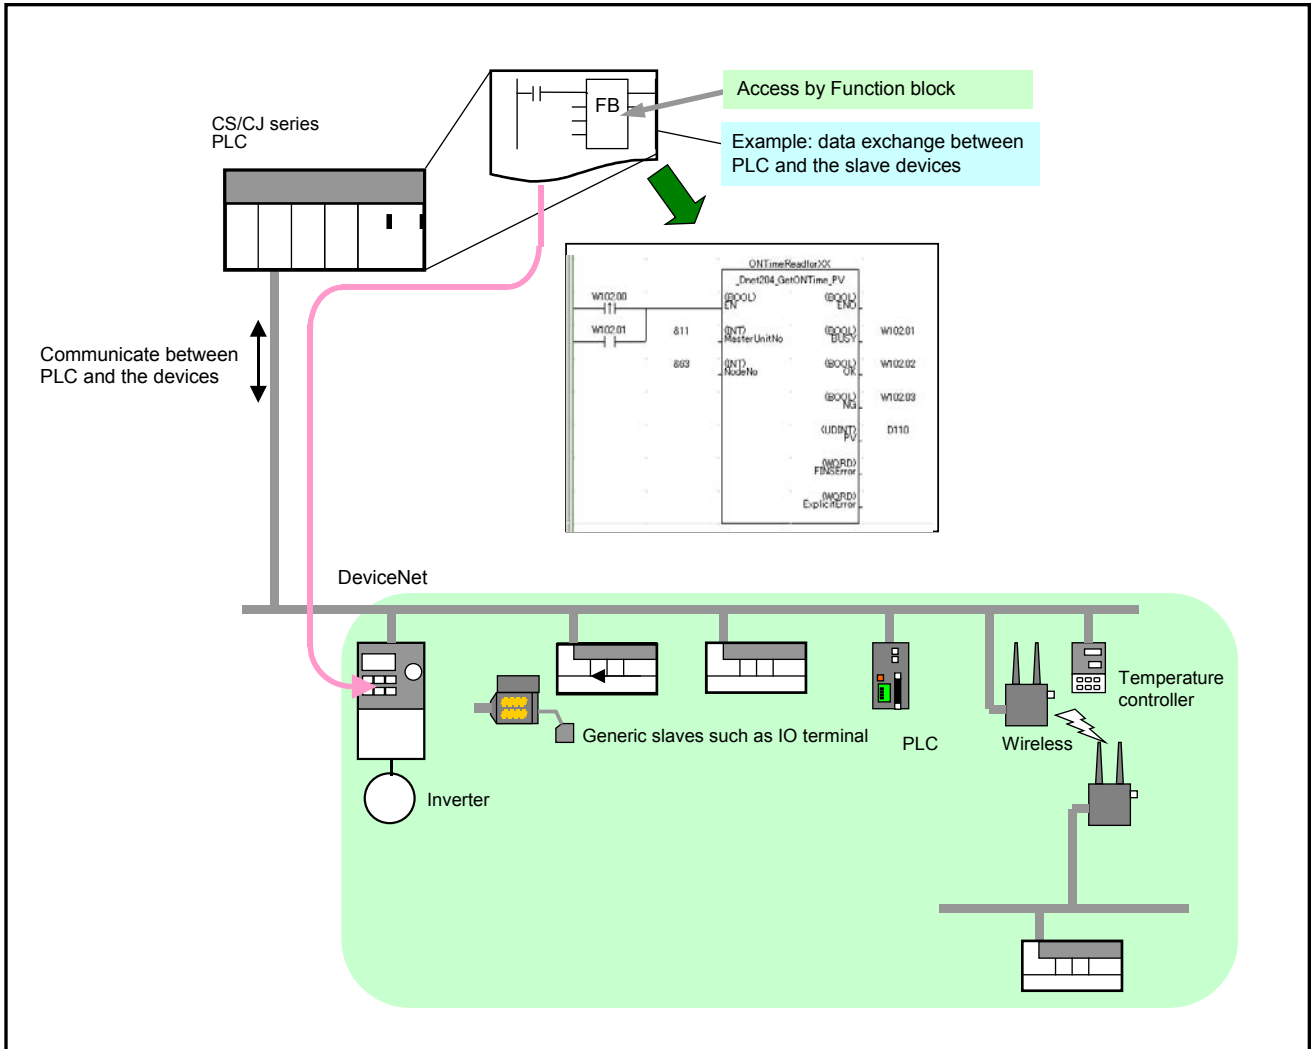 FB
Access by Function block
CS/CJ series
PLC
Example: data exchange between
PLC and the slave devices
ONTimeReadforXX
_Dnet204_GetONTime_PV
W102.00
(BOOL)
EN
(BOOL)
ENO
W102.01
&11
(INT)
MasterUnitNo
(BOOL)
BUSY
W102.01
&63
(INT)
NodeNo
(BOOL)
OK
W102.02
(BOOL)
NG
W102.03
(UDINT)
PV
D110
(WORD)
FINSError
(WORD)
ExplicitError
Communicate between
PLC and the devices
DeviceNet
Temperature
controller
Generic slaves such as IO terminal
PLC
Wireless
Inverter